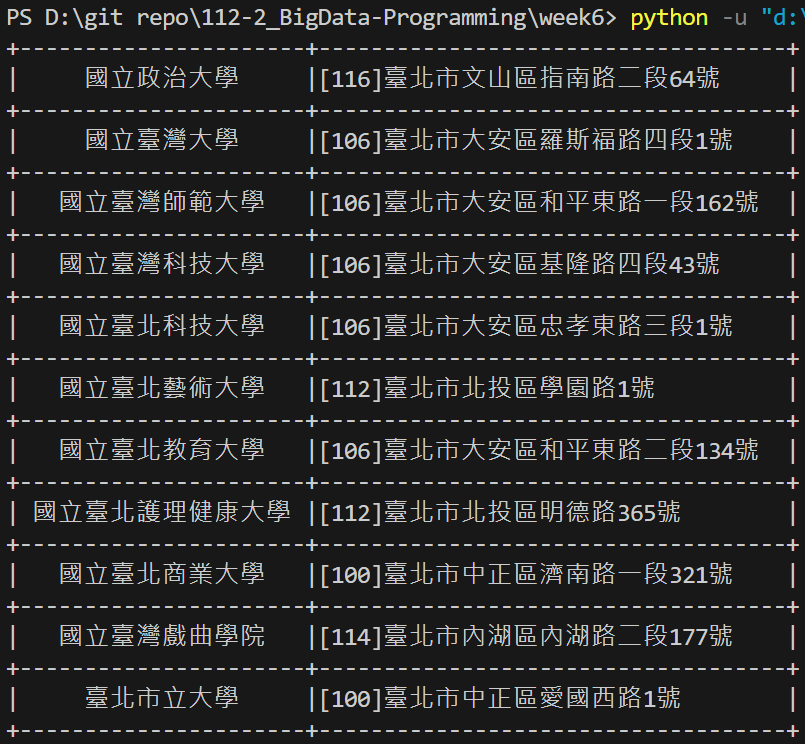 PS D:\git repo\112-2_BigData-Programming\week6> python -u "d:\
+----------------------+------------------------------------+
|     國立政治大學     |[116]臺北市文山區指南路二段64號     |
+----------------------+------------------------------------+
|     國立臺灣大學     |[106]臺北市大安區羅斯福路四段1號    |
+----------------------+------------------------------------+
|   國立臺灣師範大學   |[106]臺北市大安區和平東路一段162號  |
+----------------------+------------------------------------+
|   國立臺灣科技大學   |[106]臺北市大安區基隆路四段43號     |
+----------------------+------------------------------------+
|   國立臺北科技大學   |[106]臺北市大安區忠孝東路三段1號    |
+----------------------+------------------------------------+
|   國立臺北藝術大學   |[112]臺北市北投區學園路1號          |
+----------------------+------------------------------------+
|   國立臺北教育大學   |[106]臺北市大安區和平東路二段134號  |
+----------------------+------------------------------------+
| 國立臺北護理健康大學 |[112]臺北市北投區明德路365號        |
+----------------------+------------------------------------+
|   國立臺北商業大學   |[100]臺北市中正區濟南路一段321號    |
+----------------------+------------------------------------+
|   國立臺灣戲曲學院   |[114]臺北市內湖區內湖路二段177號    |
+----------------------+------------------------------------+
|     臺北市立大學     |[100]臺北市中正區愛國西路1號        |
+----------------------+------------------------------------+